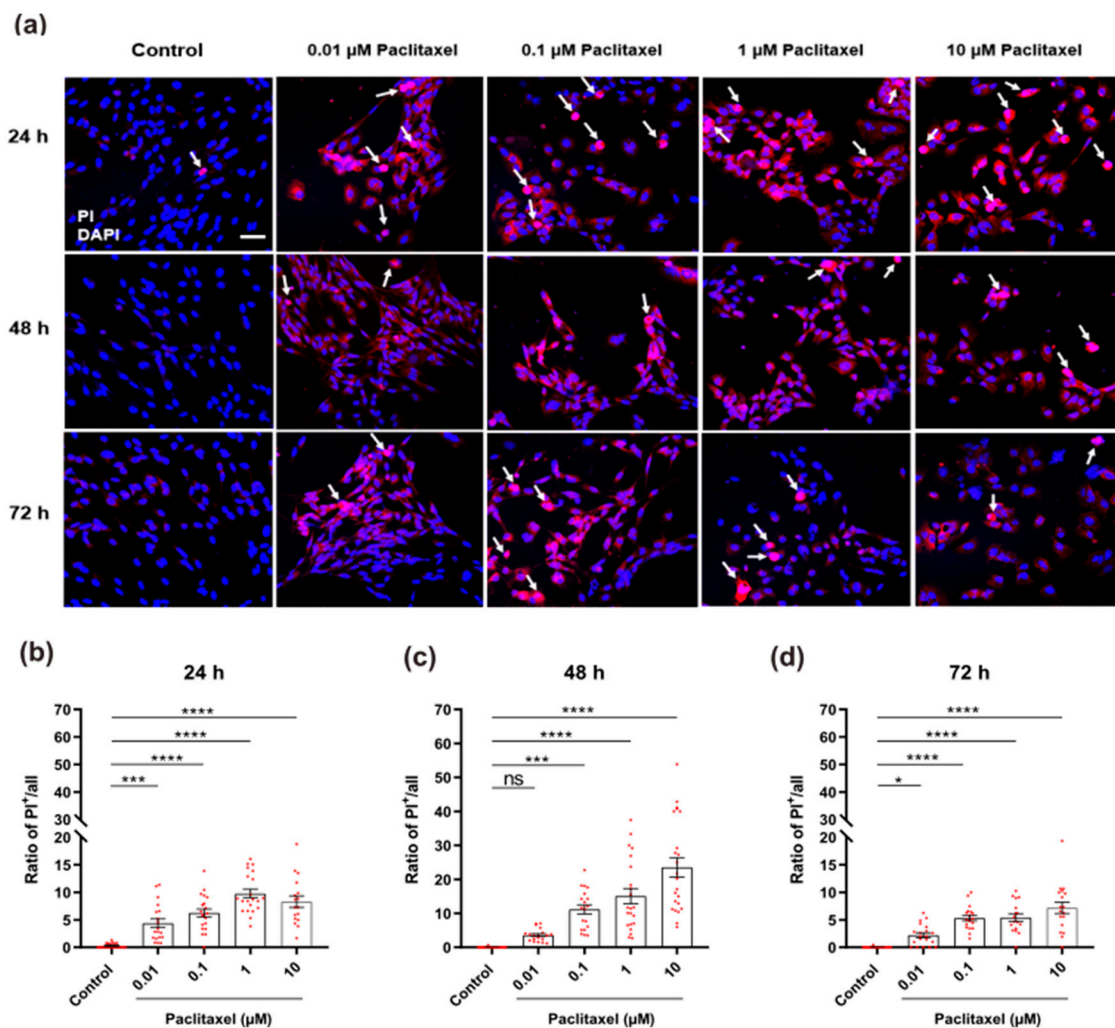 (a)
Control
0.01 µM Paclitaxel
0.1 µM Paclitaxel
1 µM Paclitaxel
10 µM Paclitaxel
24 h
PI
DAPI
48 h
72 h
(b)
24 h
Ratio of PI⁺/all
70
60
50
40
30
20
15
10
5
0
***
****
****
****
Control
0.01
0.1
1
10
Paclitaxel (µM)
(c)
48 h
Ratio of PI⁺/all
70
60
50
40
30
20
10
0
ns
***
****
****
Control
0.01
0.1
1
10
Paclitaxel (µM)
(d)
72 h
Ratio of PI⁺/all
70
60
50
40
30
20
15
10
5
0
*
****
****
****
Control
0.01
0.1
1
10
Paclitaxel (µM)